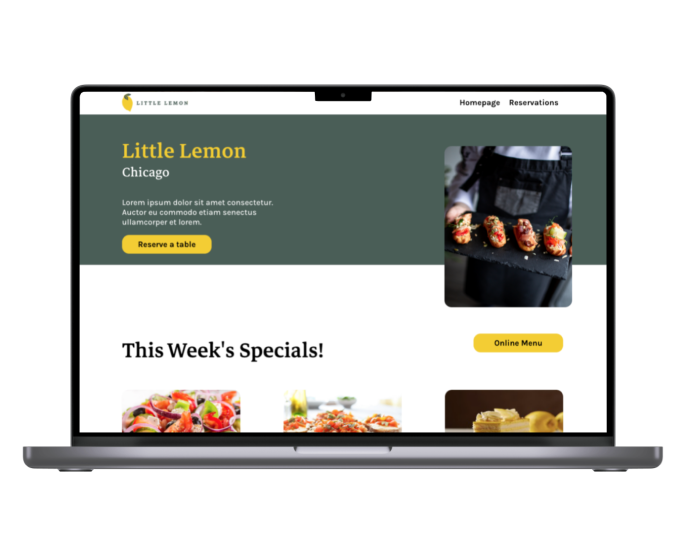 LITTLE LEMON
Homepage Reservations
Little Lemon
Chicago
Lorem ipsum dolor sit amet consectetur.
Auctor eu commodo etiam senectus
ullamcorper et lorem.
Reserve a table
This Week's Specials!
Online Menu